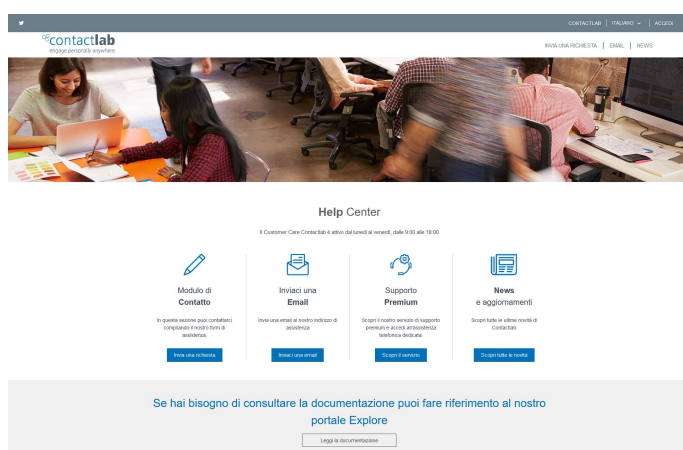 CONTACTLAB ITALIANO ACCEDI
contactlab
engage personally anywhere
INVIA UNA RICHIESTA EMAIL NEWS
Help Center
Il Customer Care Contactlab è attivo dal lunedì al venerdì, dalle 9:00 alle 18:00
Modulo di
Contatto
In questa sezione puoi contattarci
compilando il nostro form di
assistenza.
Invia una richiesta
Inviaci una
Email
Invia una email al nostro indirizzo di
assistenza
Inviaci una email
Supporto
Premium
Scopri il nostro servizio di supporto
premium e accedi all'assistenza
telefonica dedicata.
Scopri il servizio
News
e aggiornamenti
Scopri tutte le ultime novità di
Contactlab
Scopri tutte le novità
Se hai bisogno di consultare la documentazione puoi fare riferimento al nostro
portale Explore
Leggi la documentazione